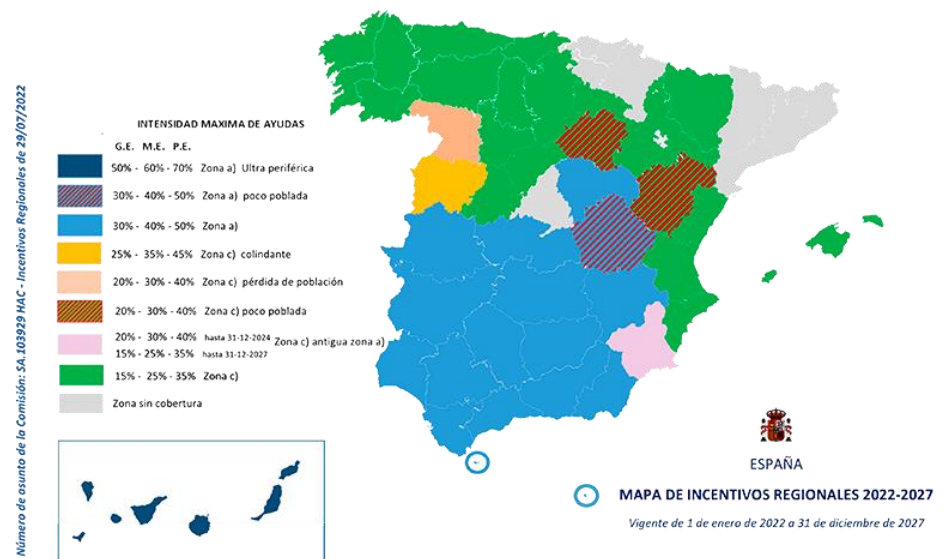 Número de asunto de la Comisión: SA.103929 HAC - Incentivos Regionales de 29/07/2022
INTENSIDAD MAXIMA DE AYUDAS
G.E. M.E. P.E.
50% - 60% - 70% Zona a) Ultra periférica
30% - 40% - 50% Zona a) poco poblada
30% - 40% - 50% Zona a)
25% - 35% - 45% Zona c) colindante
20% - 30% - 40% Zona c) pérdida de población
20% - 30% - 40% Zona c) poco poblada
20% - 30% - 40% hasta 31-12-2024 Zona c) antigua zona a)
15% - 25% - 35% hasta 31-12-2027
15% - 25% - 35% Zona c)
Zona sin cobertura
ESPAÑA
MAPA DE INCENTIVOS REGIONALES 2022-2027
Vigente de 1 de enero de 2022 a 31 de diciembre de 2027